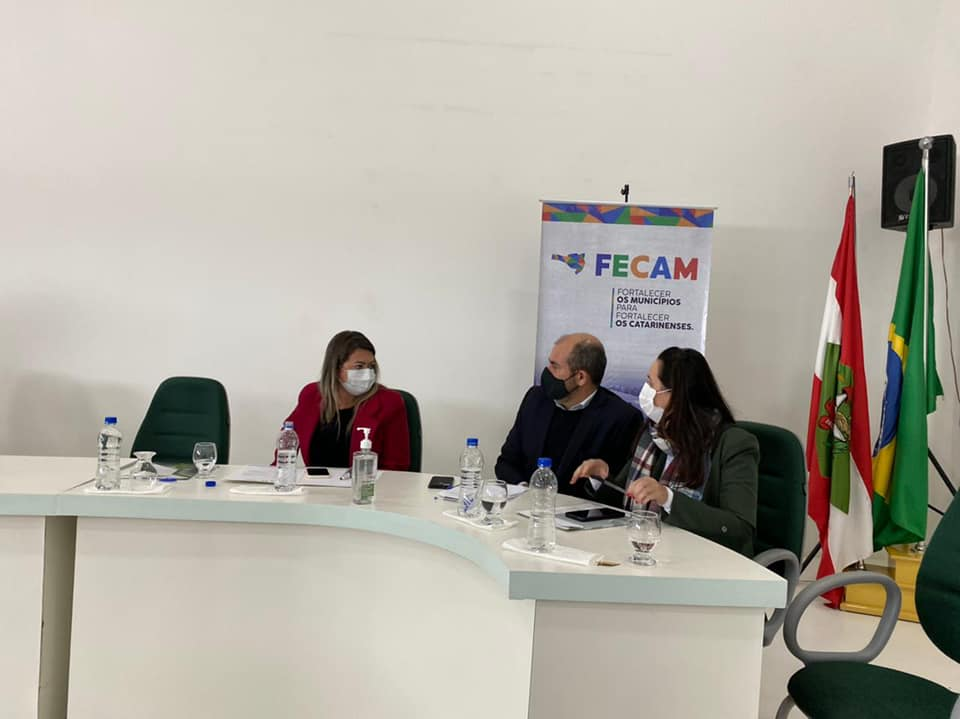 FECAM
FORTALECER
OS MUNICÍPIOS
PARA
FORTALECER
OS CATARINENSES.